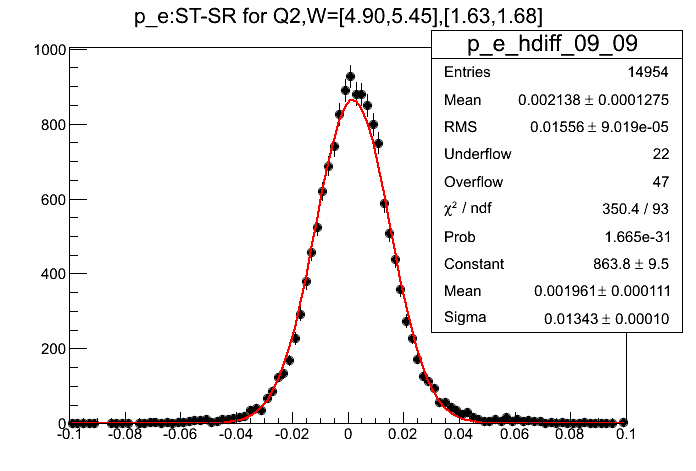 p_e:ST-SR for Q2,W=[4.90,5.45],[1.63,1.68]
p_e_hdiff_09_09
Entries 14954
Mean 0.002138 ± 0.0001275
RMS 0.01556 ± 9.019e-05
Underflow 22
Overflow 47
χ² / ndf 350.4 / 93
Prob 1.665e-31
Constant 863.8 ± 9.5
Mean 0.001961 ± 0.000111
Sigma 0.01343 ± 0.00010
1000
800
600
400
200
0
-0.1 -0.08 -0.06 -0.04 -0.02 0 0.02 0.04 0.06 0.08 0.1